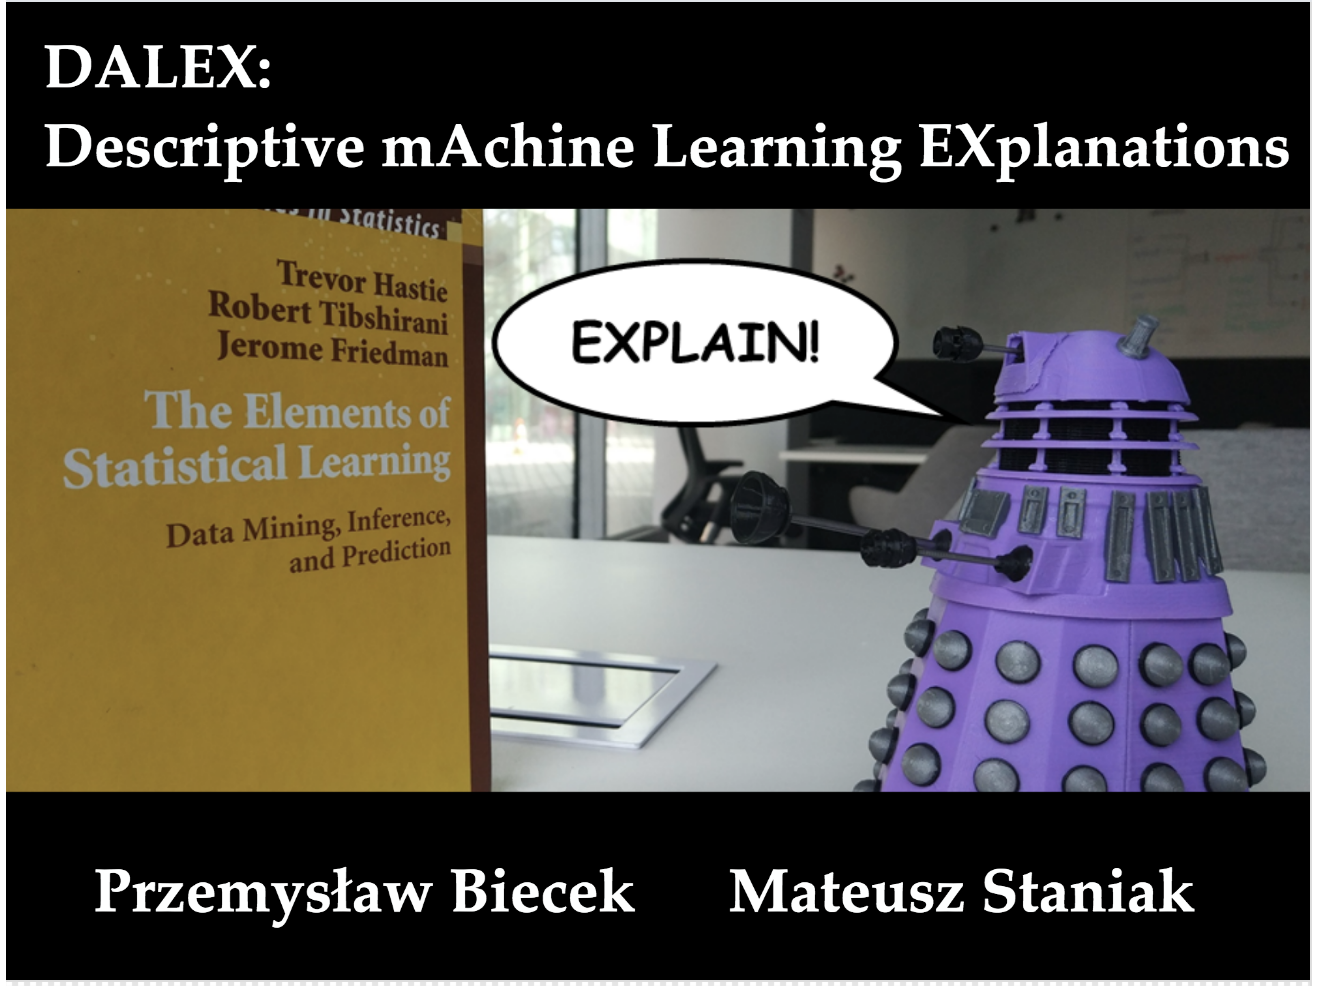 DALEX:
Descriptive mAchine Learning EXplanations
in Statistics
Trevor Hastie
Robert Tibshirani
Jerome Friedman
The Elements of
Statistical Learning
Data Mining, Inference,
and Prediction
EXPLAIN!
Przemysław Biecek Mateusz Staniak